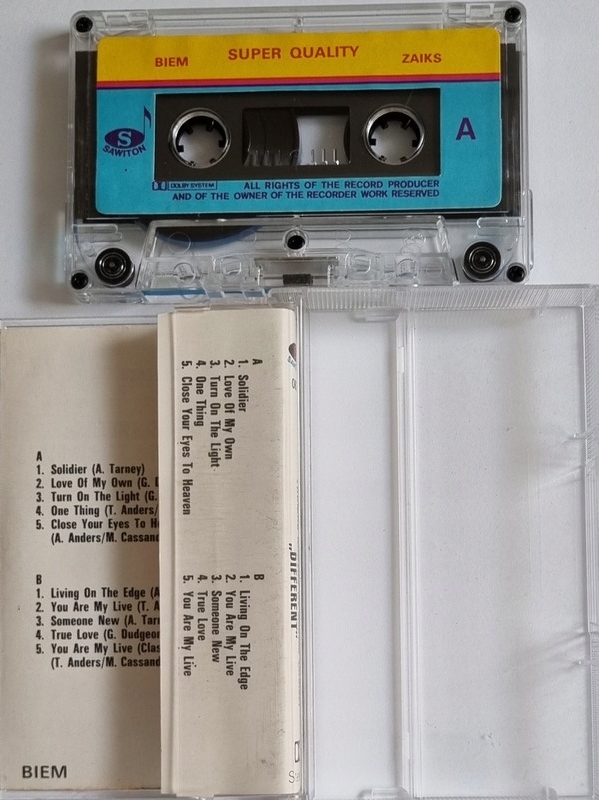 BIEM SUPER QUALITY ZAIKS
S
SAWITON
A
DOLBY SYSTEM ALL RIGHTS OF THE RECORD PRODUCER
AND OF THE OWNER OF THE RECORDER WORK RESERVED
A
1. Solidier (A. Tarney)
2. Love Of My Own (G.
3. Turn On The Light (G.
4. One Thing (T. Anders/
5. Close Your Eyes To
(A. Anders/M. Cassand
B
1. Living On The Edge (A
2. You Are My Live (T. A
3. Someone New (A. Tar
4. True Love (G. Dudgeo
5. You Are My Live (Clas
(T. Anders/M. Cassand
BIEM
A
1. Solidier
2. Love Of My Own
3. Turn On The Light
4. One Thing
5. Close Your Eyes To Heaven
B
1. Living On The Edge
2. You Are My Live
3. Someone New
4. True Love
5. You Are My Live
„DIFFERENT"